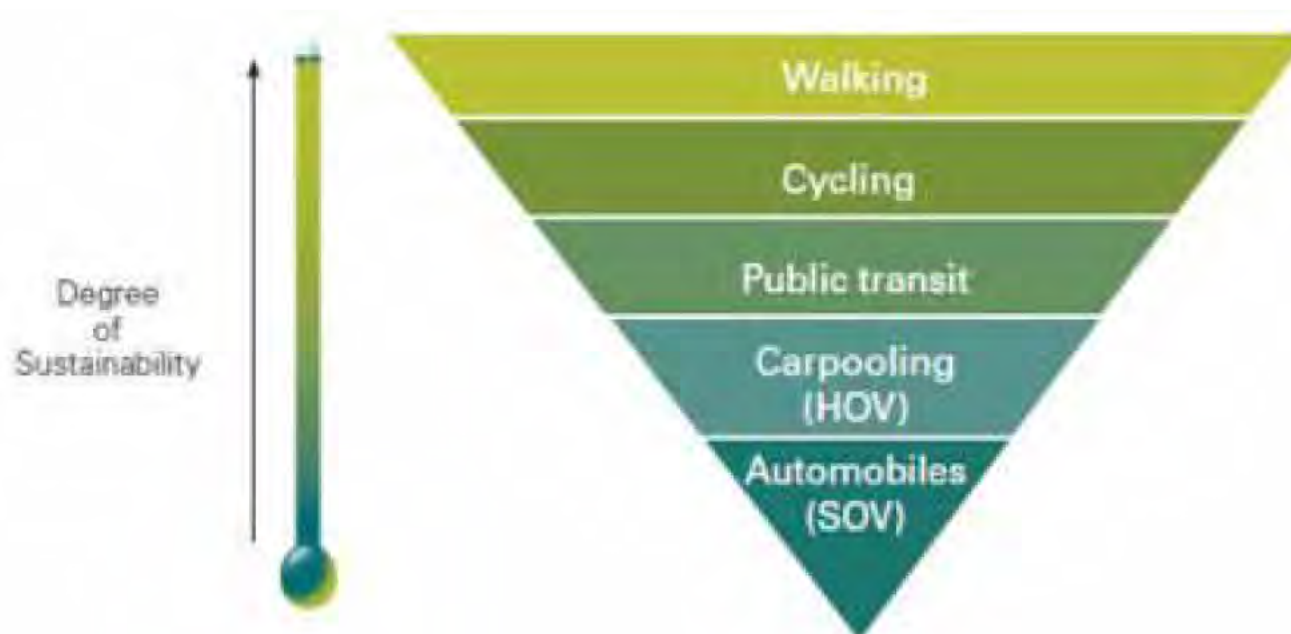 Degree
of
Sustainability
Walking
Cycling
Public transit
Carpooling
(HOV)
Automobiles
(SOV)